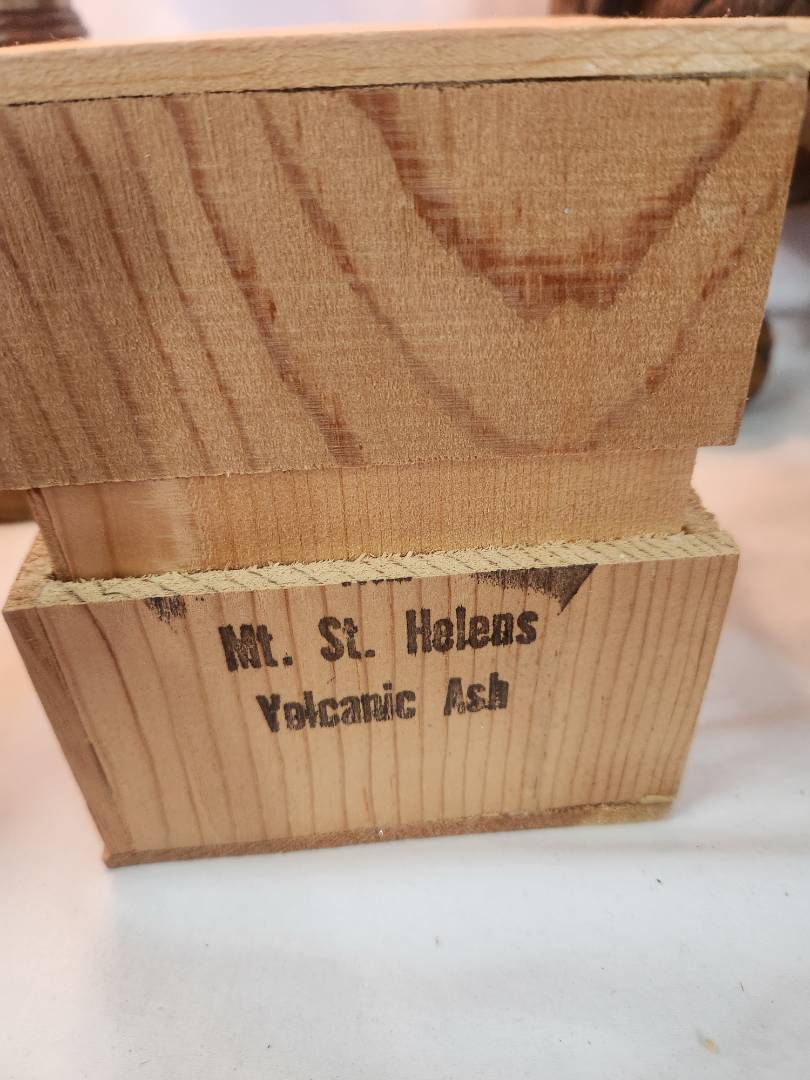 Mt. St. Helens
Volcanic Ash